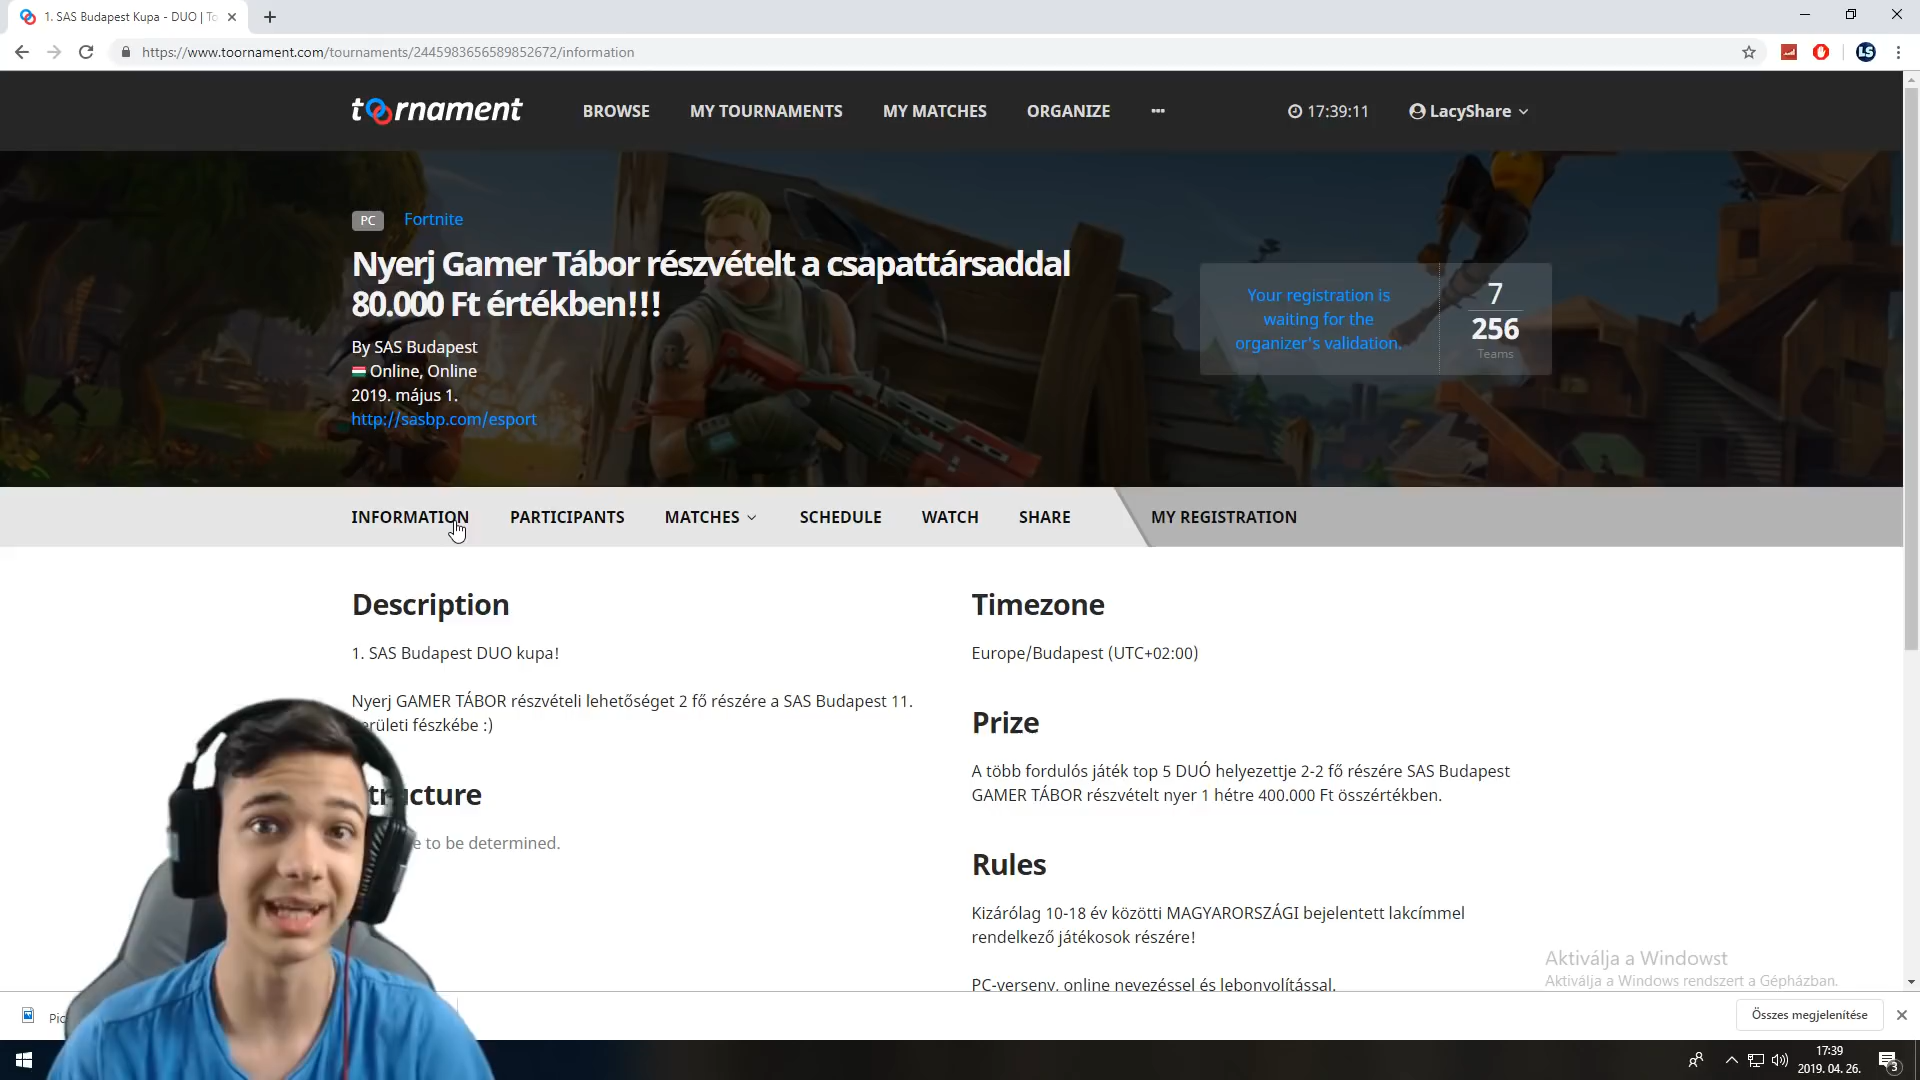 1. SAS Budapest Kupa - DUO | To
https://www.toornament.com/tournaments/2445983656589852672/information
LS
toornament
BROWSE
MY TOURNAMENTS
MY MATCHES
ORGANIZE
17:39:11
LacyShare
PC
Fortnite
Nyerj Gamer Tábor részvételt a csapattársaddal
80.000 Ft értékben!!!
By SAS Budapest
Online, Online
2019. május 1.
http://sasbp.com/esport
Your registration is
waiting for the
organizer's validation.
7
256
Teams
INFORMATION
PARTICIPANTS
MATCHES
SCHEDULE
WATCH
SHARE
MY REGISTRATION
Description
1. SAS Budapest DUO kupa!
Nyerj GAMER TÁBOR részvételi lehetőséget 2 fő részére a SAS Budapest 11.
erületi fészkébe :)
tructure
e to be determined.
Timezone
Europe/Budapest (UTC+02:00)
Prize
A több fordulós játék top 5 DUÓ helyezettje 2-2 fő részére SAS Budapest
GAMER TÁBOR részvételt nyer 1 hétre 400.000 Ft összértékben.
Rules
Kizárólag 10-18 év közötti MAGYARORSZÁGI bejelentett lakcímmel
rendelkező játékosok részére!
PC-verseny, online nevezéssel és lebonyolítással.
Aktiválja a Windowst
Aktiválja a Windows rendszert a Gépházban.
Pic
Összes megjelenítése
17:39
2019. 04. 26.
3